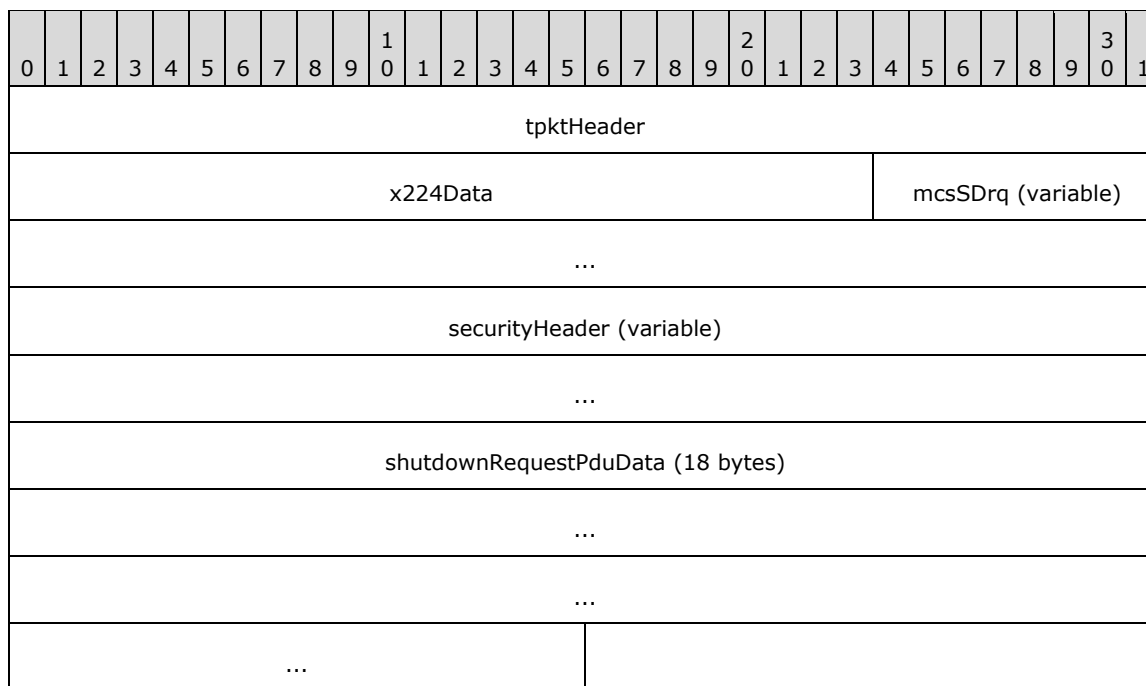 1 2 3
0 1 2 3 4 5 6 7 8 9 0 1 2 3 4 5 6 7 8 9 0 1 2 3 4 5 6 7 8 9 0 1
tpktHeader
x224Data mcsSDrq (variable)
...
securityHeader (variable)
...
shutdownRequestPduData (18 bytes)
...
...
...